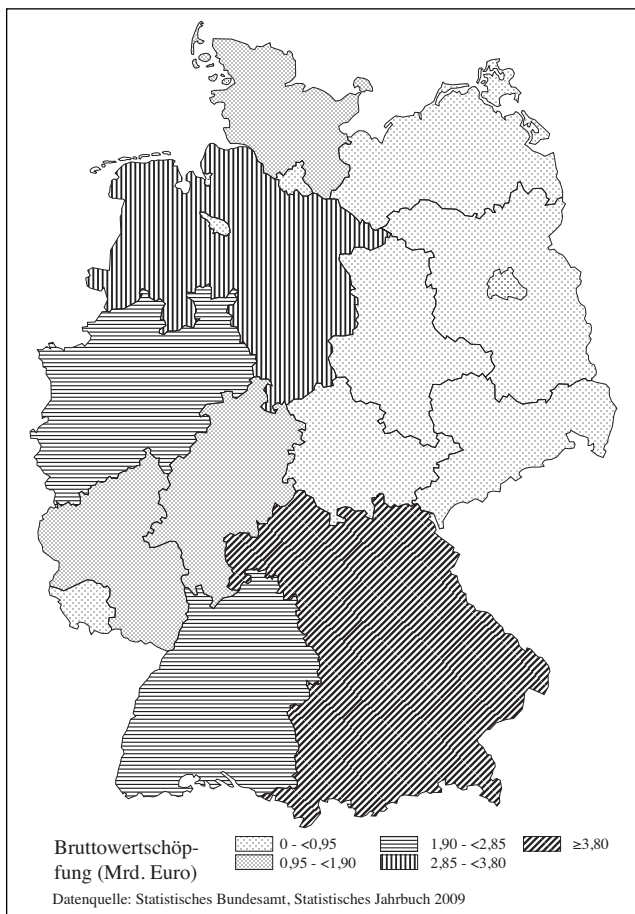 Bruttowertschöp-
fung (Mrd. Euro)
0 - <0,95
0,95 - <1,90
1,90 - <2,85
2,85 - <3,80
≥3,80
Datenquelle: Statistisches Bundesamt, Statistisches Jahrbuch 2009